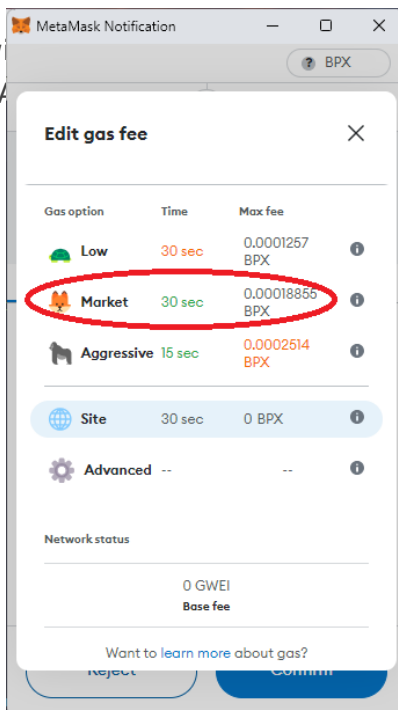 MetaMask Notification
? BPX
Edit gas fee
Gas option Time Max fee
Low 30 sec 0.0001257 BPX
Market 30 sec 0.00018855 BPX
Aggressive 15 sec 0.0002514 BPX
Site 30 sec 0 BPX
Advanced -- --
Network status
0 GWEI
Base fee
Want to learn more about gas?
Reject Confirm